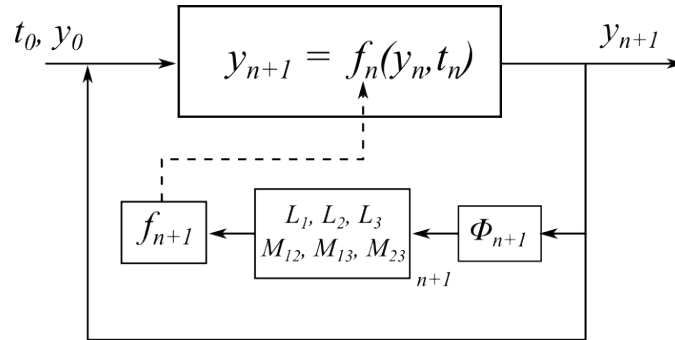 t₀, y₀
yₙ₊₁ = fₙ(yₙ,tₙ)
yₙ₊₁
fₙ₊₁
L₁, L₂, L₃
M₁₂, M₁₃, M₂₃
n+1
Φₙ₊₁